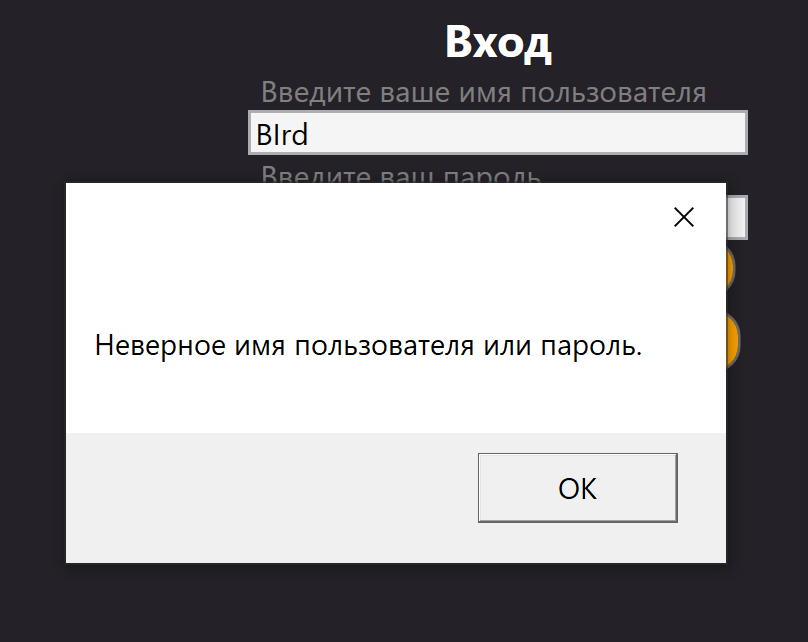 Вход
Введите ваше имя пользователя
BIrd
Введите ваш пароль
Неверное имя пользователя или пароль.
OK